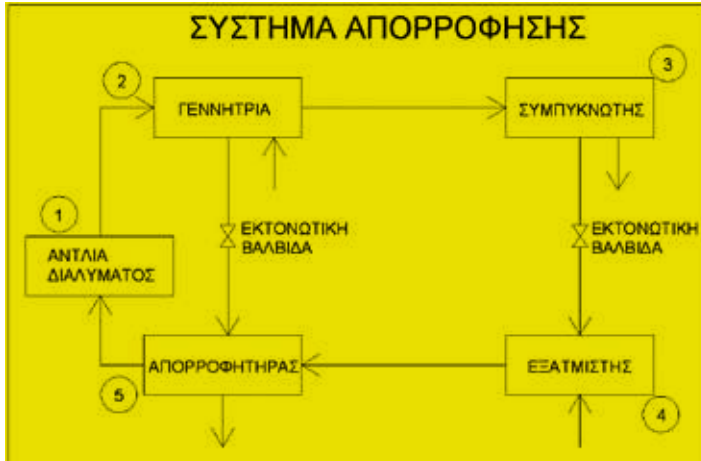 ΣΥΣΤΗΜΑ ΑΠΟΡΡΟΦΗΣΗΣ
2
3
ΓΕΝΝΗΤΡΙΑ
ΣΥΜΠΥΚΝΩΤΗΣ
1
ΕΚΤΟΝΩΤΙΚΗ
ΒΑΛΒΙΔΑ
ΕΚΤΟΝΩΤΙΚΗ
ΒΑΛΒΙΔΑ
ΑΝΤΛΙΑ
ΔΙΑΛΥΜΑΤΟΣ
ΑΠΟΡΡΟΦΗΤΗΡΑΣ
ΕΞΑΤΜΙΣΤΗΣ
5
4